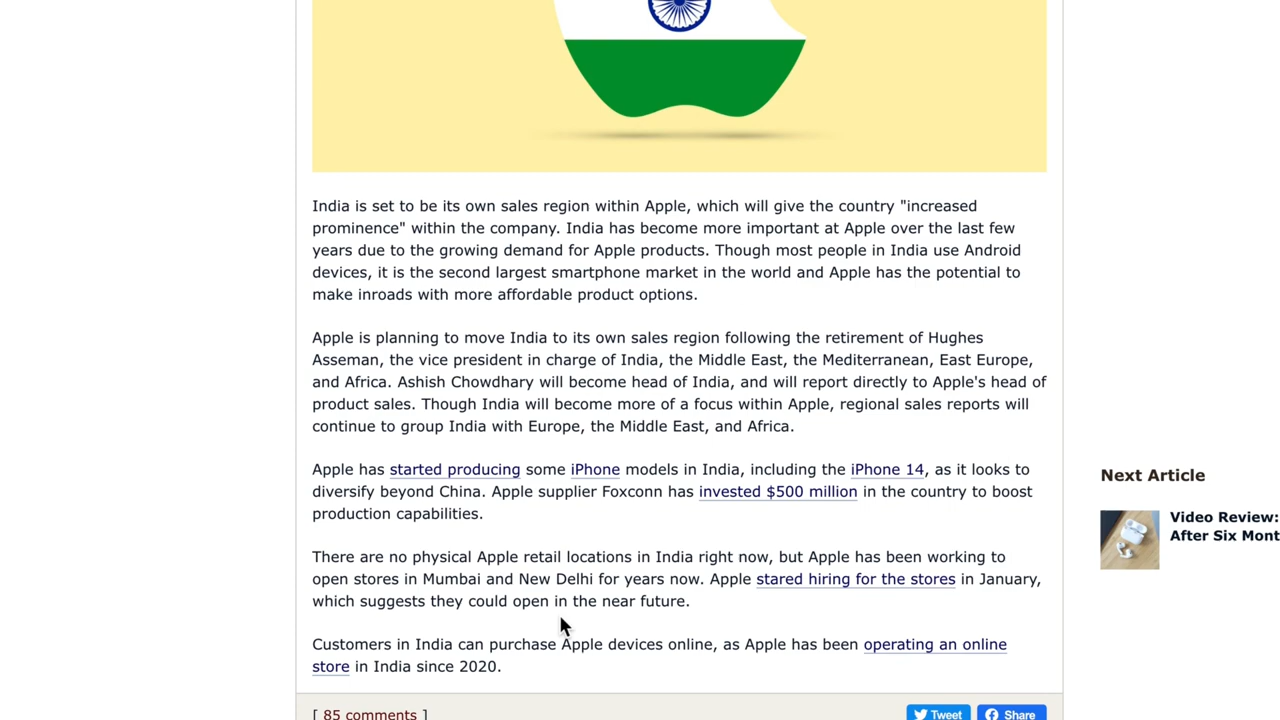 India is set to be its own sales region within Apple, which will give the country "increased
prominence" within the company. India has become more important at Apple over the last few
years due to the growing demand for Apple products. Though most people in India use Android
devices, it is the second largest smartphone market in the world and Apple has the potential to
make inroads with more affordable product options.
Apple is planning to move India to its own sales region following the retirement of Hughes
Asseman, the vice president in charge of India, the Middle East, the Mediterranean, East Europe,
and Africa. Ashish Chowdhary will become head of India, and will report directly to Apple's head of
product sales. Though India will become more of a focus within Apple, regional sales reports will
continue to group India with Europe, the Middle East, and Africa.
Apple has started producing some iPhone models in India, including the iPhone 14, as it looks to
diversify beyond China. Apple supplier Foxconn has invested $500 million in the country to boost
production capabilities.
There are no physical Apple retail locations in India right now, but Apple has been working to
open stores in Mumbai and New Delhi for years now. Apple stared hiring for the stores in January,
which suggests they could open in the near future.
Customers in India can purchase Apple devices online, as Apple has been operating an online
store in India since 2020.
[ 85 comments ]
Tweet
Share
Next Article
Video Review:
After Six Mont